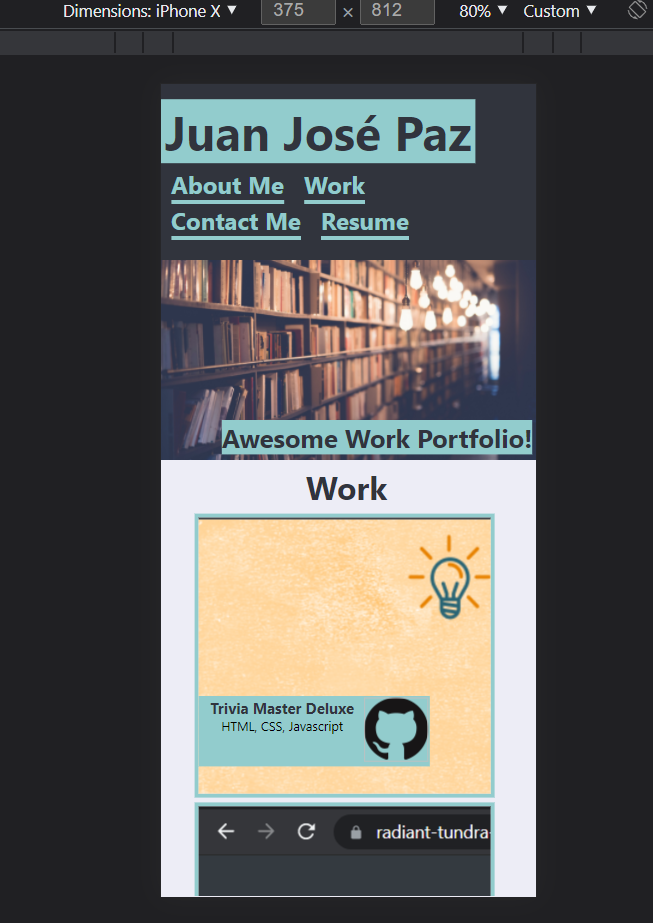 Dimensions: iPhone X ▼ 375 × 812 80% ▼ Custom ▼
Juan José Paz
About Me Work
Contact Me Resume
Awesome Work Portfolio!
Work
Trivia Master Deluxe
HTML, CSS, Javascript
radiant-tundra-